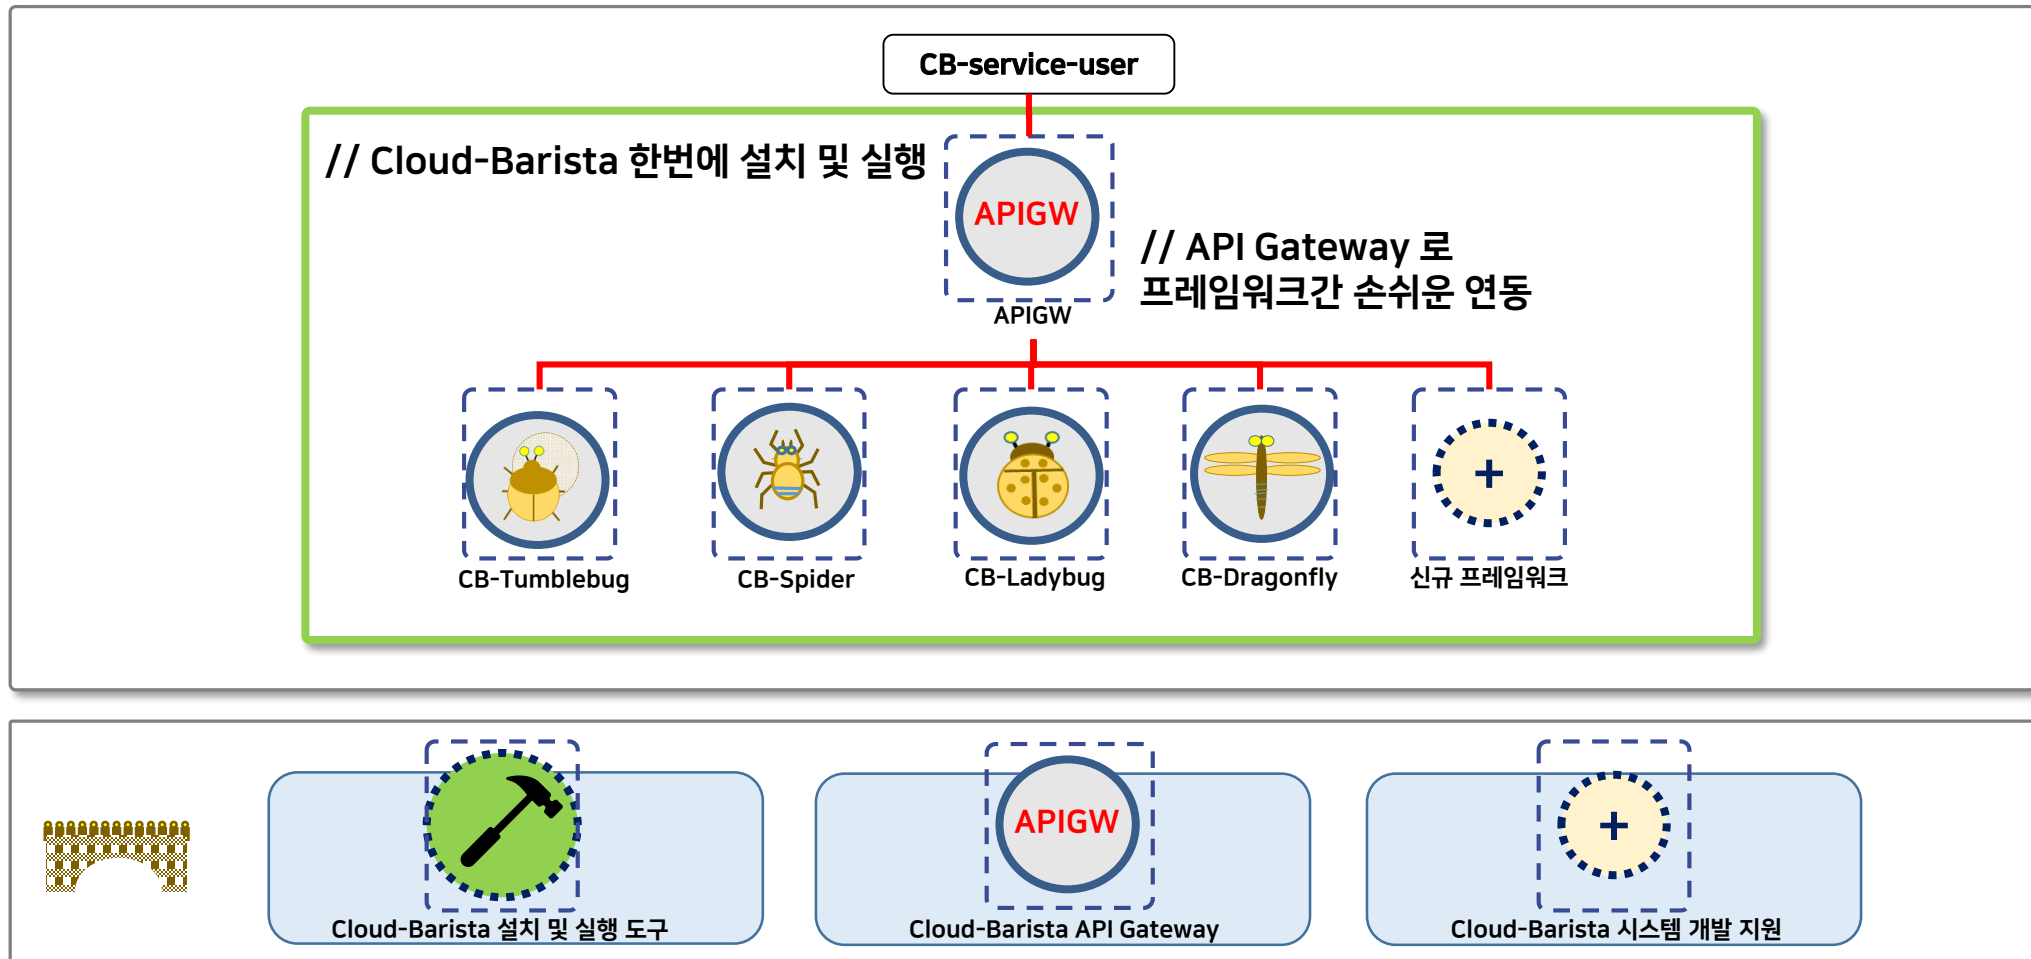 CB-service-user
// Cloud-Barista 한번에 설치 및 실행
APIGW
// API Gateway 로
프레임워크간 손쉬운 연동
APIGW
CB-Tumblebug
CB-Spider
CB-Ladybug
CB-Dragonfly
+
신규 프레임워크
Cloud-Barista 설치 및 실행 도구
APIGW
Cloud-Barista API Gateway
+
Cloud-Barista 시스템 개발 지원